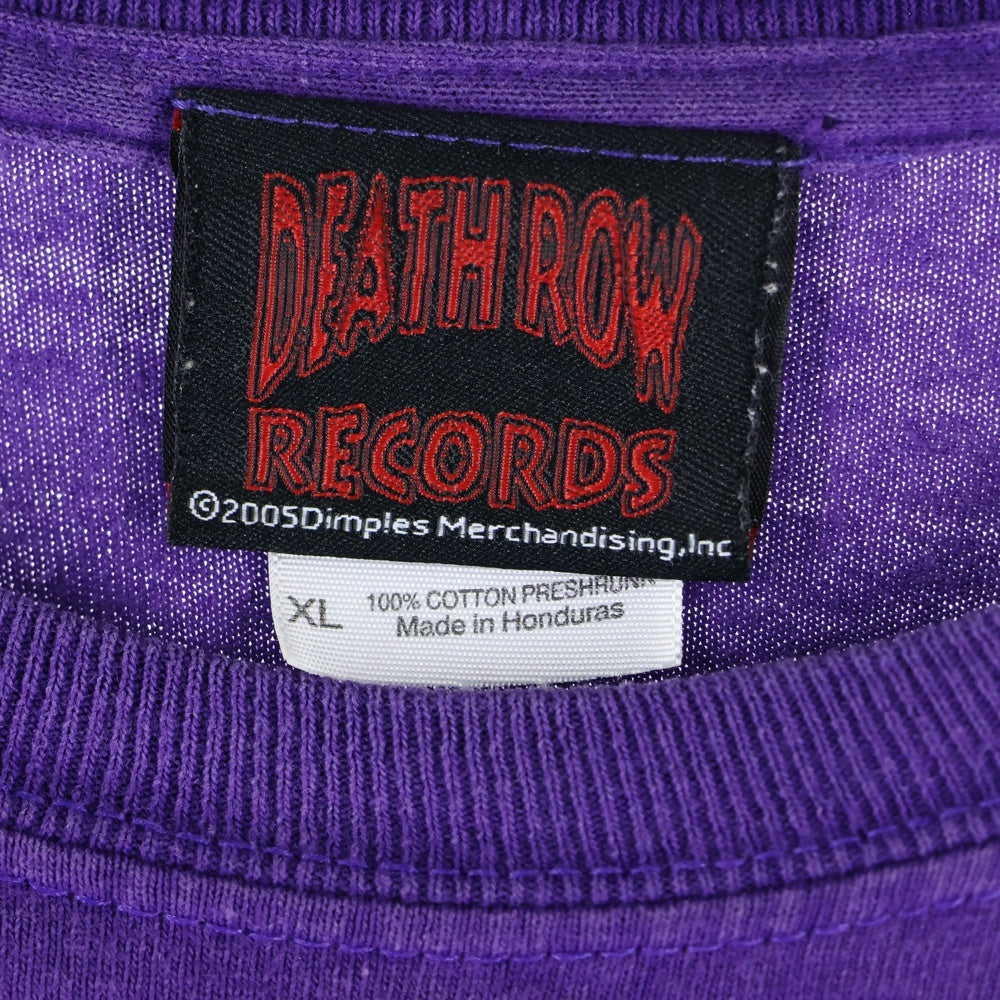 DEATH ROW
RECORDS
©2005Dimples Merchandising,Inc
XL
100% COTTON PRESHRUNK
Made in Honduras